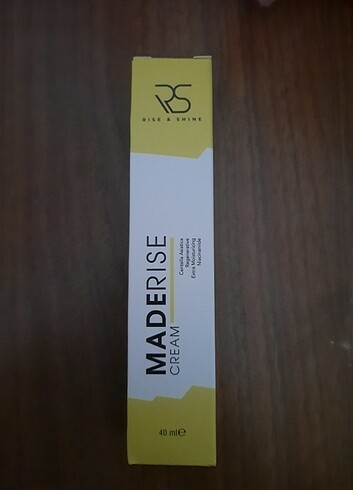 RS
RISE & SHINE
MADERISE
CREAM
Centella Asiatica
Regenerative
Extra Moisturizing
Niacinamide
40 ml℮